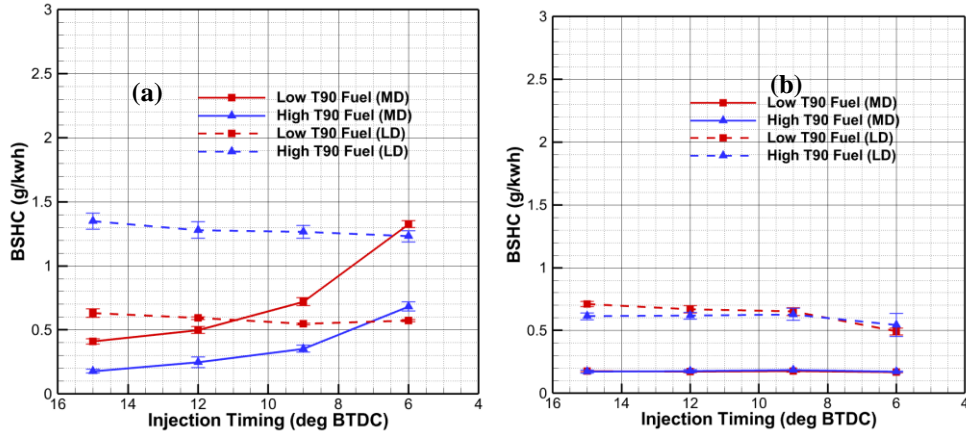 3
2.5
2
1.5
1
0.5
0
BSHC (g/kwh)
(a)
Low T90 Fuel (MD)
High T90 Fuel (MD)
Low T90 Fuel (LD)
High T90 Fuel (LD)
16 14 12 10 8 6 4
Injection Timing (deg BTDC)
3
2.5
2
1.5
1
0.5
0
BSHC (g/kwh)
(b)
Low T90 Fuel (MD)
High T90 Fuel (MD)
Low T90 Fuel (LD)
High T90 Fuel (LD)
16 14 12 10 8 6 4
Injection Timing (deg BTDC)